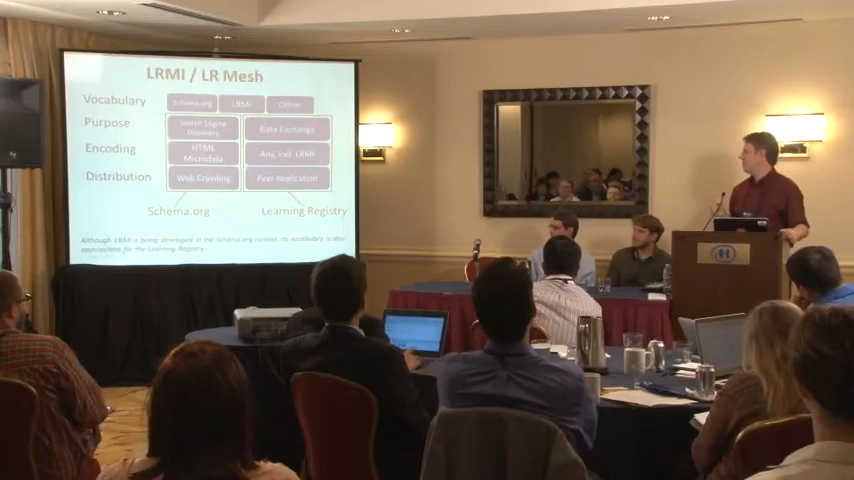 LRMI / LR Mesh
Vocabulary Schema.org LRMI Other
Purpose Search Engine Discovery Data Exchange
Encoding HTML Microdata Any, incl. LRMI
Distribution Web Crawling Peer Replication
Schema.org Learning Registry
Although LRMI is being developed in the Schema.org context, its vocabulary is also
appropriate for the Learning Registry.
H